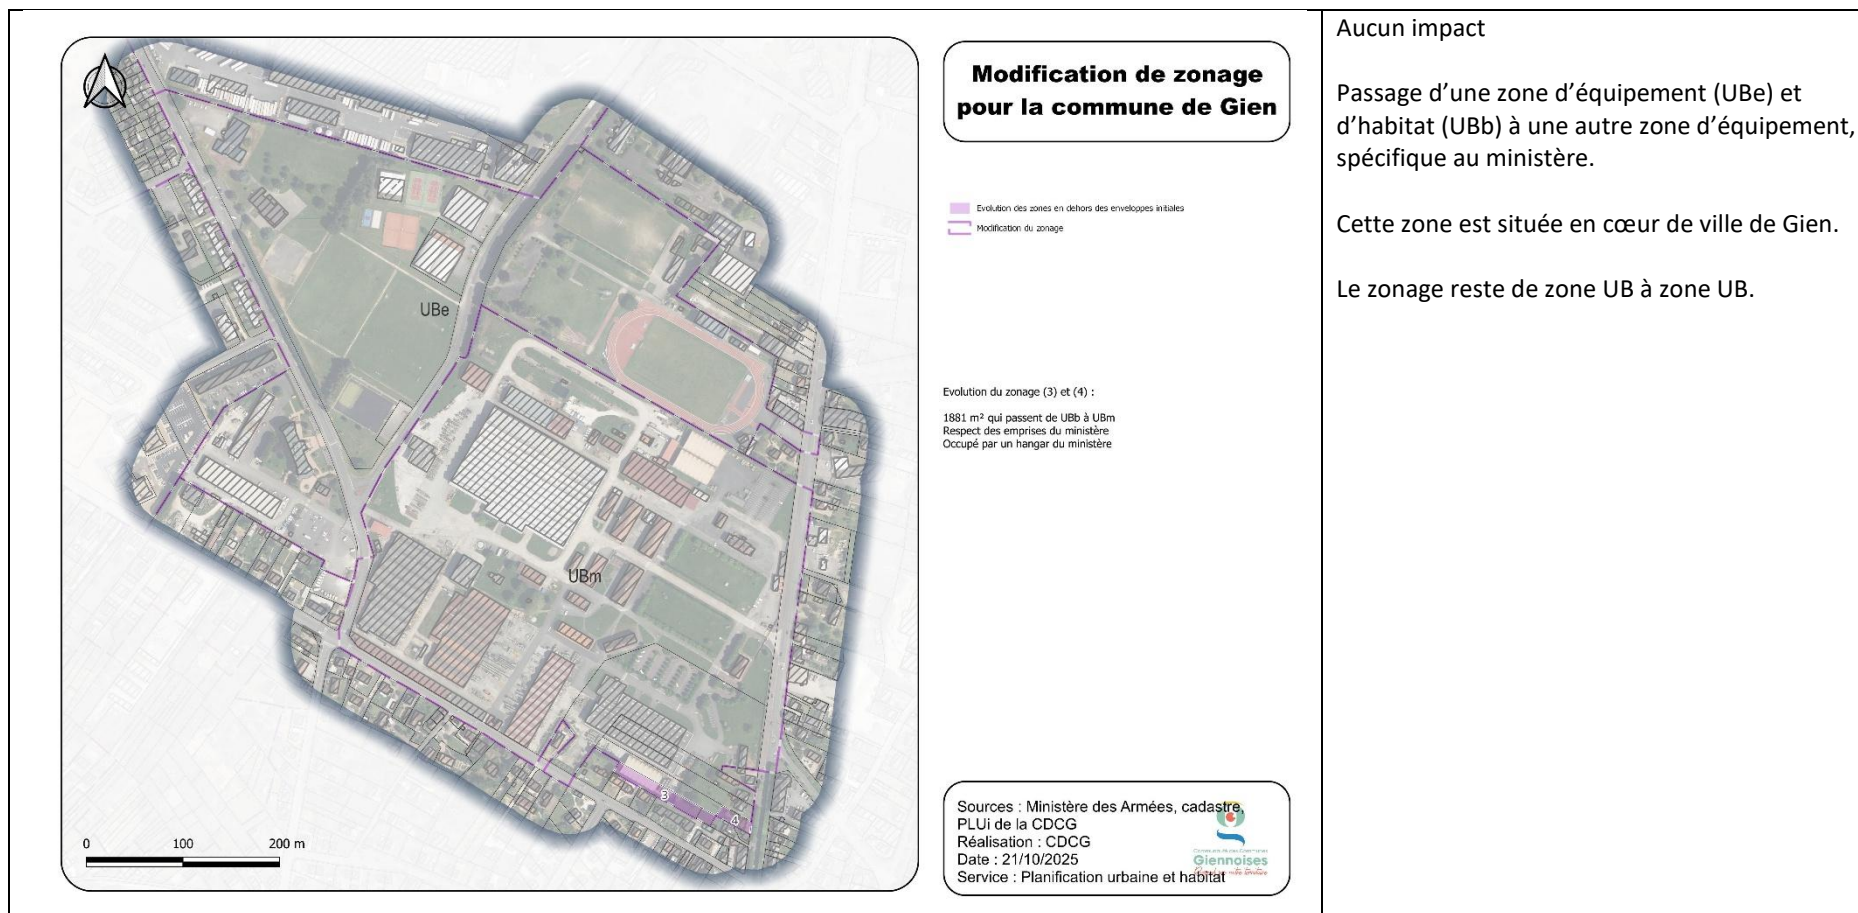 Modification de zonage
pour la commune de Gien
Evolution des zones en dehors des enveloppes initiales
Modification du zonage
Evolution du zonage (3) et (4) :
1881 m² qui passent de UBb à UBm
Respect des emprises du ministère
Occupé par un hangar du ministère
UBe
UBm
3
4
0 100 200 m
Sources : Ministère des Armées, cadastre,
PLUi de la CDCG
Réalisation : CDCG
Date : 21/10/2025
Service : Planification urbaine et habitat
Communauté des Communes
Giennoises
Aucun impact
Passage d’une zone d’équipement (UBe) et
d’habitat (UBb) à une autre zone d’équipement,
spécifique au ministère.
Cette zone est située en cœur de ville de Gien.
Le zonage reste de zone UB à zone UB.